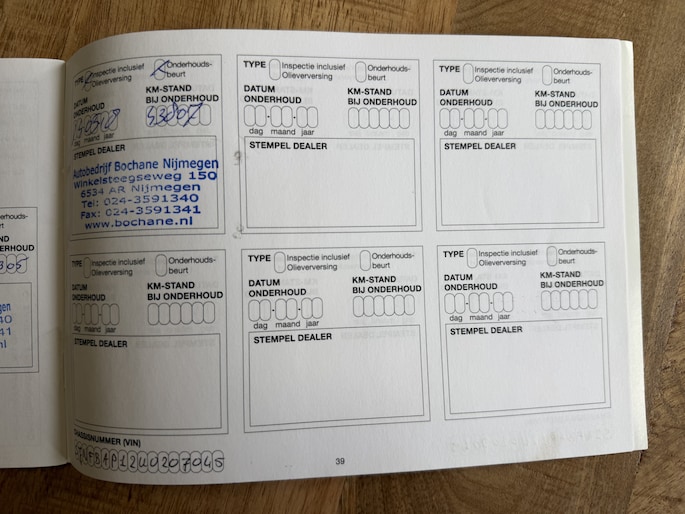 TYPE Inspectie inclusief Olieverversing Onderhouds-beurt
DATUM ONDERHOUD KM-STAND BIJ ONDERHOUD
43807
dag maand jaar
STEMPEL DEALER
Autobedrijf Bochane Nijmegen
Winkelsteegseweg 150
6534 AR Nijmegen
Tel: 024-3591340
Fax: 024-3591341
www.bochane.nl
TYPE Inspectie inclusief Olieverversing Onderhouds-beurt
DATUM ONDERHOUD KM-STAND BIJ ONDERHOUD
dag maand jaar
STEMPEL DEALER
TYPE Inspectie inclusief Olieverversing Onderhouds-beurt
DATUM ONDERHOUD KM-STAND BIJ ONDERHOUD
dag maand jaar
STEMPEL DEALER
TYPE Inspectie inclusief Olieverversing Onderhouds-beurt
DATUM ONDERHOUD KM-STAND BIJ ONDERHOUD
dag maand jaar
STEMPEL DEALER
TYPE Inspectie inclusief Olieverversing Onderhouds-beurt
DATUM ONDERHOUD KM-STAND BIJ ONDERHOUD
dag maand jaar
STEMPEL DEALER
TYPE Inspectie inclusief Olieverversing Onderhouds-beurt
DATUM ONDERHOUD KM-STAND BIJ ONDERHOUD
dag maand jaar
STEMPEL DEALER
CHASSISNUMMER (VIN)
39